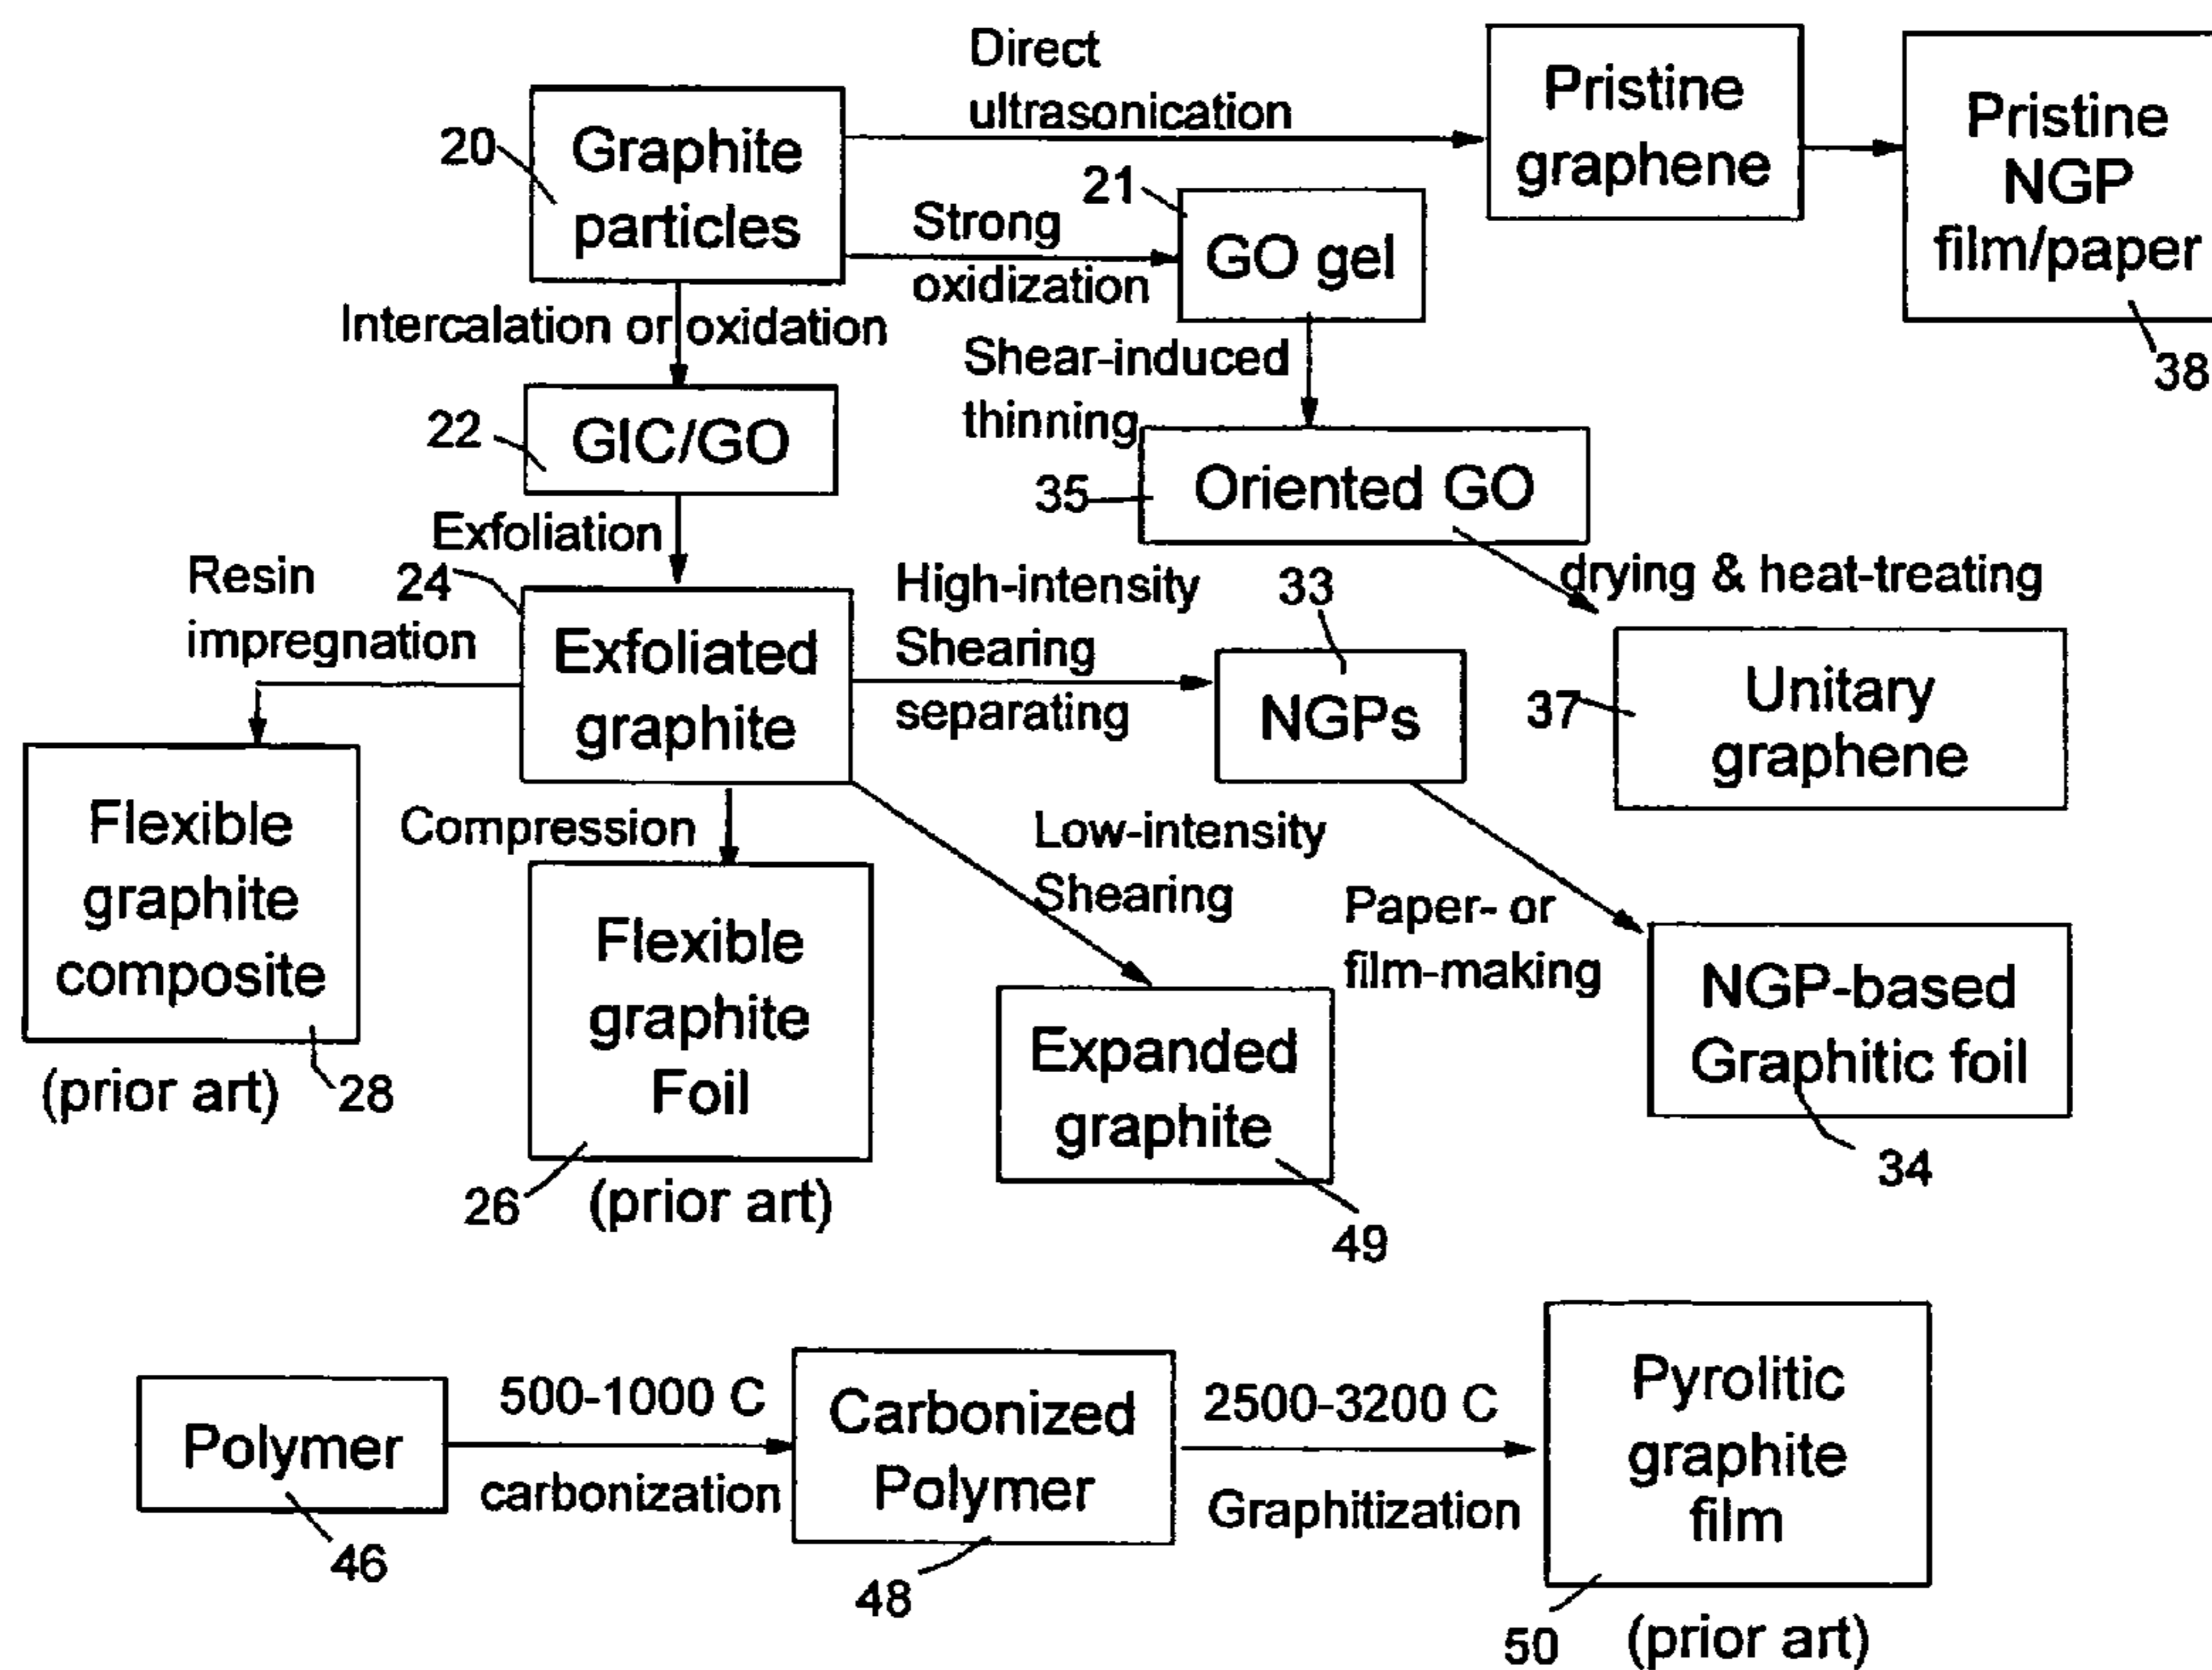 Direct
ultrasonication
Pristine
graphene
Pristine
NGP
film/paper
38
20
Graphite
particles
21
Strong
oxidization
GO gel
Intercalation or oxidation
Shear-induced
thinning
22
GIC/GO
35
Oriented GO
Exfoliation
drying & heat-treating
Resin
impregnation
24
Exfoliated
graphite
High-intensity
Shearing
separating
33
NGPs
37
Unitary
graphene
Flexible
graphite
composite
(prior art)
28
Compression
Flexible
graphite
Foil
26
(prior art)
Low-intensity
Shearing
Expanded
graphite
49
Paper- or
film-making
NGP-based
Graphitic foil
34
Polymer
46
500-1000 C
carbonization
Carbonized
Polymer
48
2500-3200 C
Graphitization
Pyrolitic
graphite
film
50
(prior art)